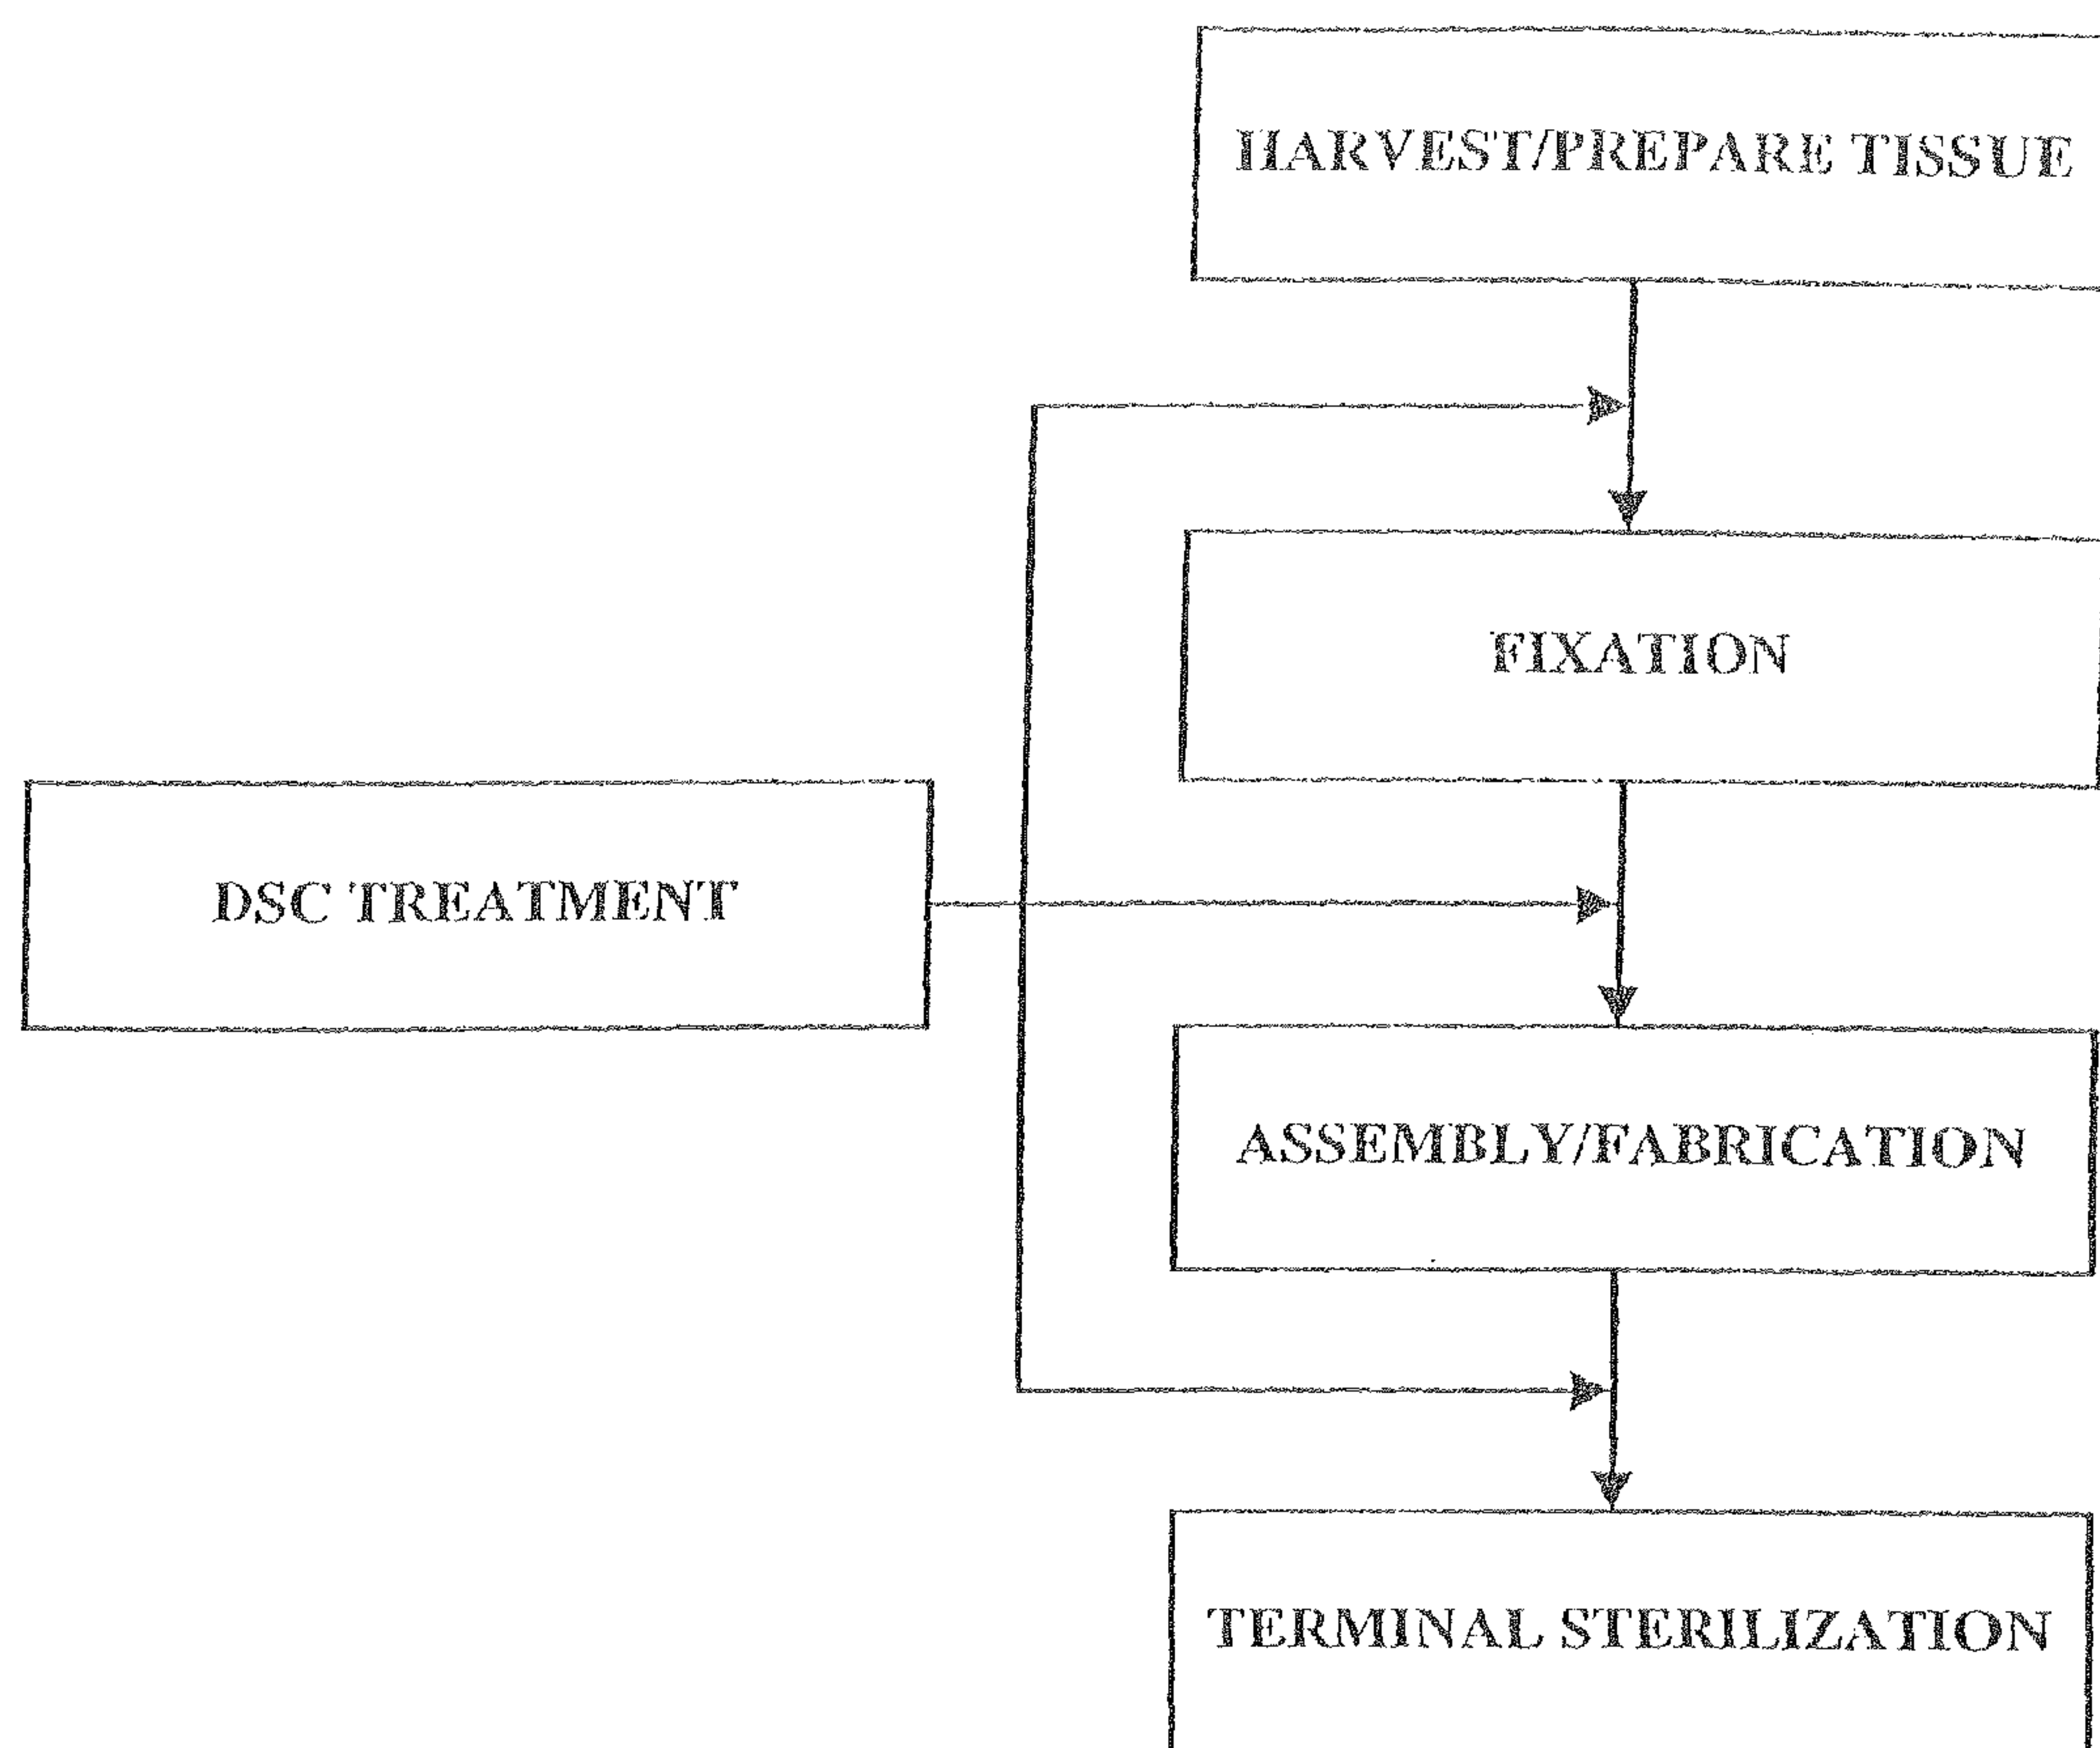 HARVEST/PREPARE TISSUE
FIXATION
DSC TREATMENT
ASSEMBLY/FABRICATION
TERMINAL STERILIZATION